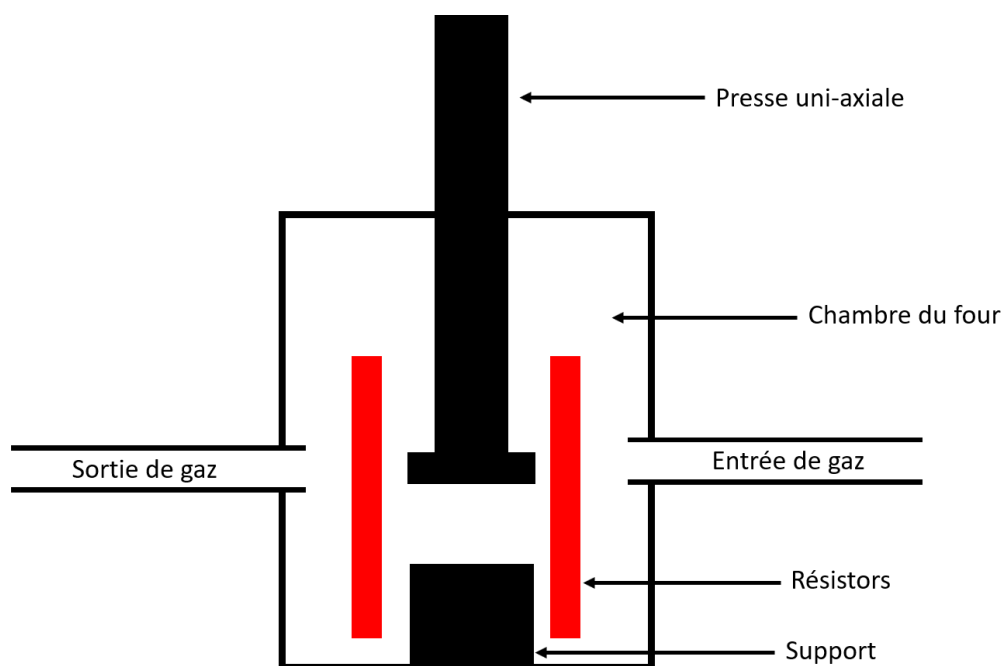 Presse uni-axiale
Chambre du four
Sortie de gaz
Entrée de gaz
Résistors
Support